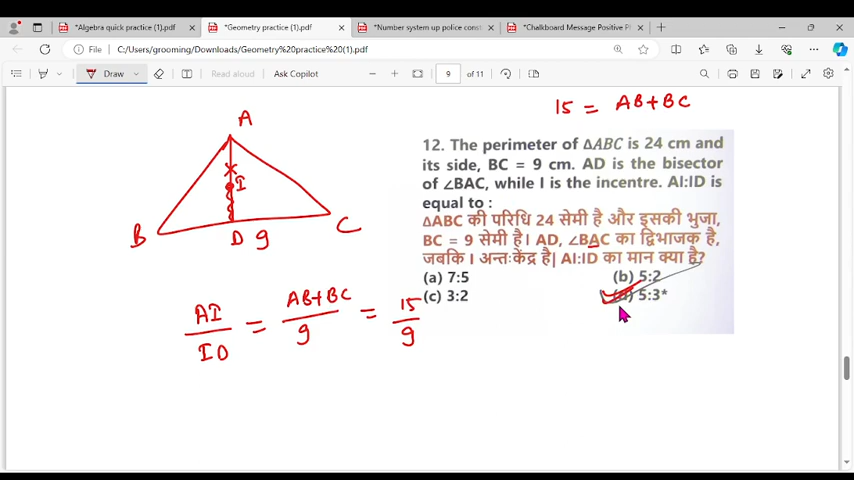 *Algebra quick practice (1).pdf
*Geometry practice (1).pdf
*Number system up police const
*Chalkboard Message Positive P
File
C:/Users/grooming/Downloads/Geometry%20practice%20(1).pdf
Draw
Read aloud
Ask Copilot
9 of 11
15 = AB+BC
A
I
B
D 9
C
12. The perimeter of ΔABC is 24 cm and
its side, BC = 9 cm. AD is the bisector
of ∠BAC, while I is the incentre. AI:ID is
equal to :
ΔABC की परिधि 24 सेमी है और इसकी भुजा,
BC = 9 सेमी है। AD, ∠BAC का द्विभाजक है,
जबकि I अन्तःकेंद्र है| AI:ID का मान क्या है?
(a) 7:5
(b) 5:2
(c) 3:2
(d) 5:3*
AI/ID = AB+BC/9 = 15/9